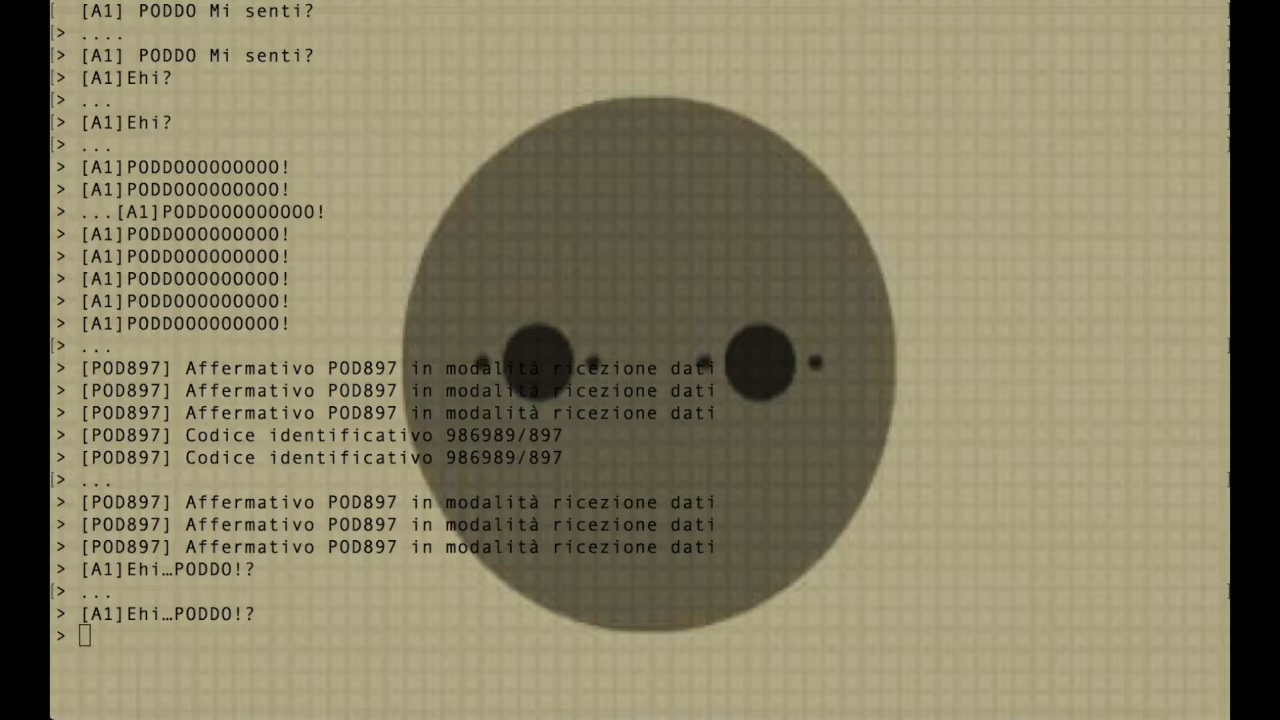 [A1] PODDO Mi senti?
> ....
> [A1] PODDO Mi senti?
> [A1]Ehi?
> ...
> [A1]Ehi?
> ...
> [A1]PODDOOOOOOOOO!
> [A1]PODDOOOOOOOOO!
> ...[A1]PODDOOOOOOOOO!
> [A1]PODDOOOOOOOOO!
> [A1]PODDOOOOOOOOO!
> [A1]PODDOOOOOOOOO!
> [A1]PODDOOOOOOOOO!
> [A1]PODDOOOOOOOOO!
> ...
> [POD897] Affermativo POD897 in modalità ricezione dati
> [POD897] Affermativo POD897 in modalità ricezione dati
> [POD897] Affermativo POD897 in modalità ricezione dati
> [POD897] Codice identificativo 986989/897
> [POD897] Codice identificativo 986989/897
> ...
> [POD897] Affermativo POD897 in modalità ricezione dati
> [POD897] Affermativo POD897 in modalità ricezione dati
> [POD897] Affermativo POD897 in modalità ricezione dati
> [A1]Ehi…PODDO!?
> ...
> [A1]Ehi…PODDO!?
>